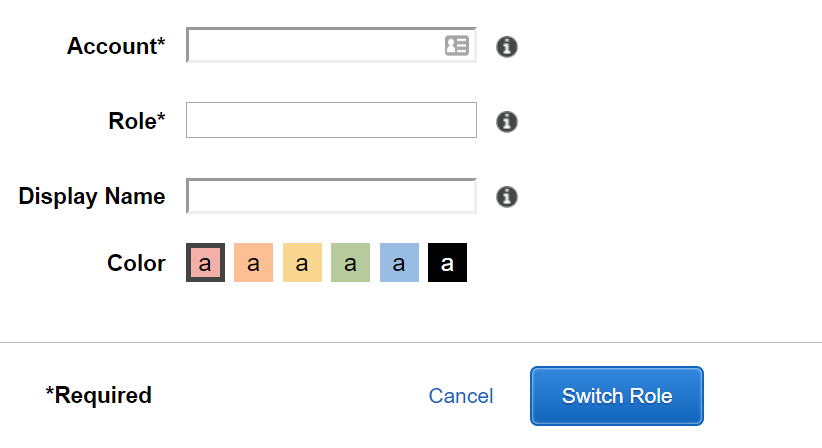 Account*
Role*
Display Name
Color a a a a a a
*Required Cancel Switch Role